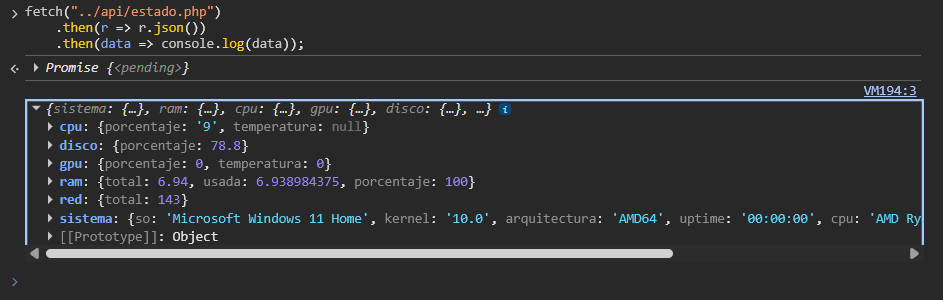 fetch("../api/estado.php")
.then(r => r.json())
.then(data => console.log(data));
Promise {<pending>}
VM194:3
{sistema: {…}, ram: {…}, cpu: {…}, gpu: {…}, disco: {…}, …}
cpu: {porcentaje: '9', temperatura: null}
disco: {porcentaje: 78.8}
gpu: {porcentaje: 0, temperatura: 0}
ram: {total: 6.94, usada: 6.938984375, porcentaje: 100}
red: {total: 143}
sistema: {so: 'Microsoft Windows 11 Home', kernel: '10.0', arquitectura: 'AMD64', uptime: '00:00:00', cpu: 'AMD Ry
[[Prototype]]: Object